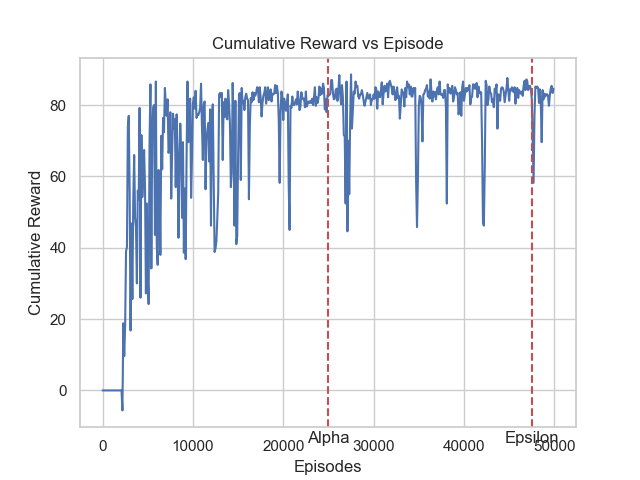 Cumulative Reward vs Episode
80
60
40
20
0
Cumulative Reward
Alpha
Epsilon
0 10000 20000 30000 40000 50000
Episodes